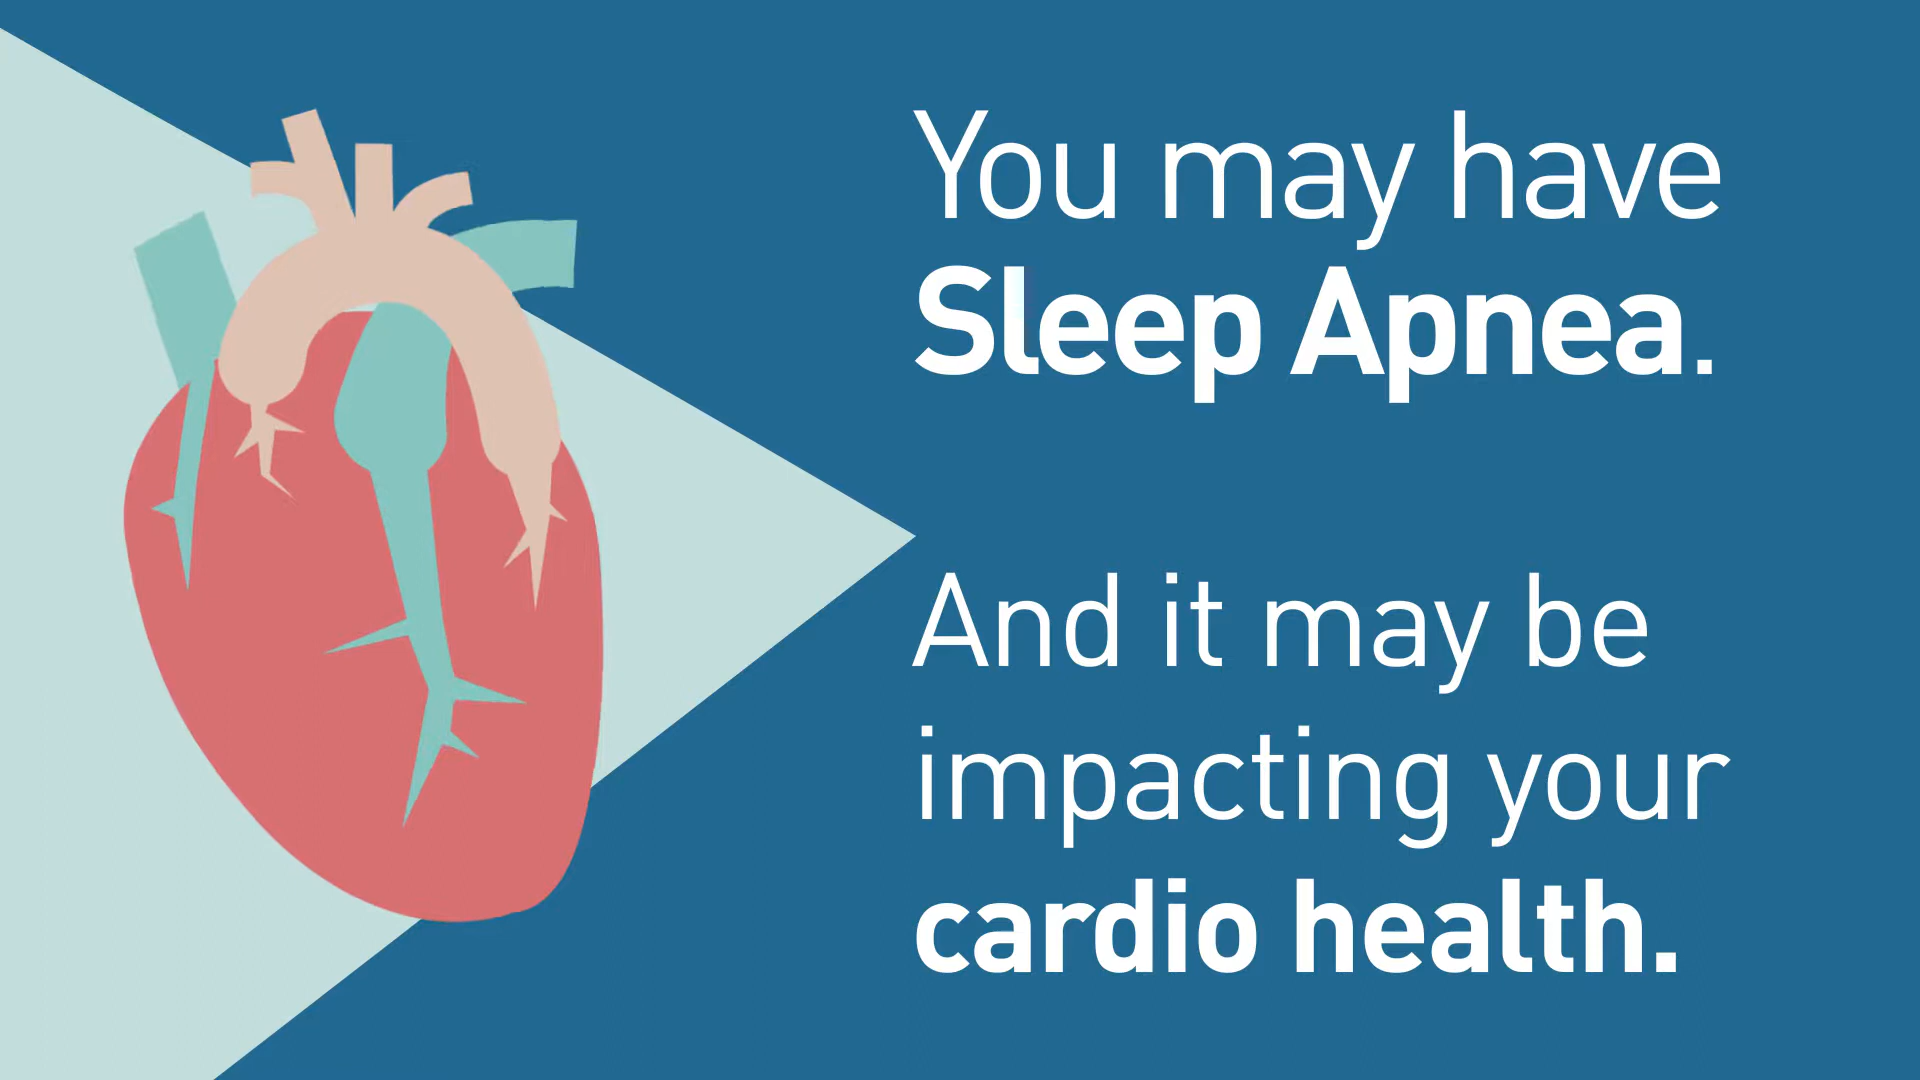 You may have
Sleep Apnea.
And it may be
impacting your
cardio health.